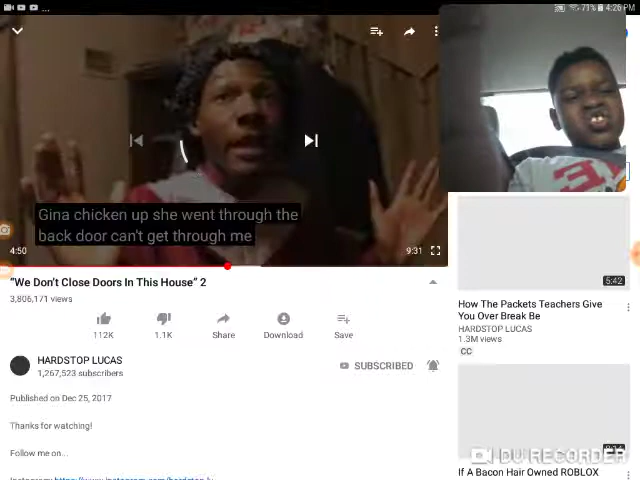 71% 4:26 PM
Gina chicken up she went through the
back door can't get through me
4:50
9:31
"We Don't Close Doors In This House" 2
3,806,171 views
112K
1.1K
Share
Download
Save
HARDSTOP LUCAS
1,267,523 subscribers
SUBSCRIBED
Published on Dec 25, 2017
Thanks for watching!
Follow me on...
5:42
How The Packets Teachers Give
You Over Break Be
HARDSTOP LUCAS
1.3M views
CC
DU RECORDER
If A Bacon Hair Owned ROBLOX